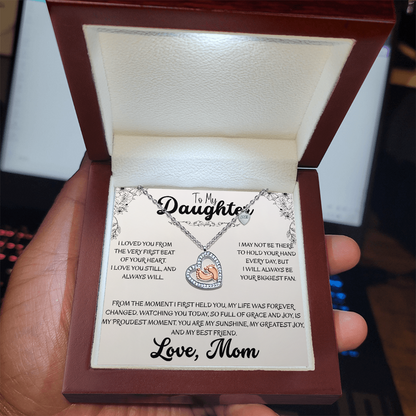 To My
Daughter
I LOVED YOU FROM
THE VERY FIRST BEAT
OF YOUR HEART.
I LOVE YOU STILL, AND
ALWAYS WILL.
I MAY NOT BE THERE
TO HOLD YOUR HAND
EVERY DAY, BUT
I WILL ALWAYS BE
YOUR BIGGEST FAN.
FROM THE MOMENT I FIRST HELD YOU, MY LIFE WAS FOREVER
CHANGED. WATCHING YOU TODAY, SO FULL OF GRACE AND JOY, IS
MY PROUDEST MOMENT. YOU ARE MY SUNSHINE, MY GREATEST JOY,
AND MY BEST FRIEND.
Love, Mom